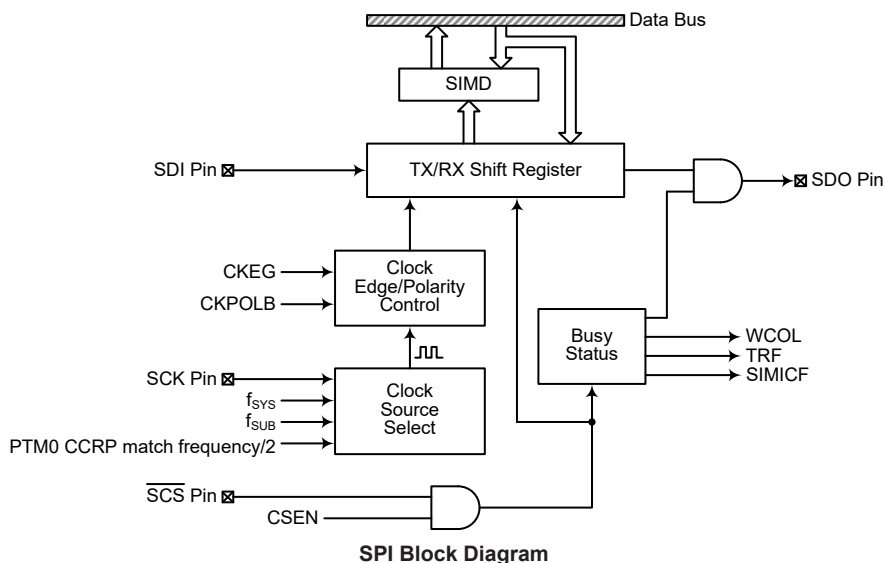 Data Bus
SIMD
SDI Pin
TX/RX Shift Register
SDO Pin
CKEG
CKPOLB
Clock
Edge/Polarity
Control
Busy
Status
WCOL
TRF
SIMICF
SCK Pin
fSYS
fSUB
PTM0 CCRP match frequency/2
Clock
Source
Select
SCS Pin
CSEN
SPI Block Diagram